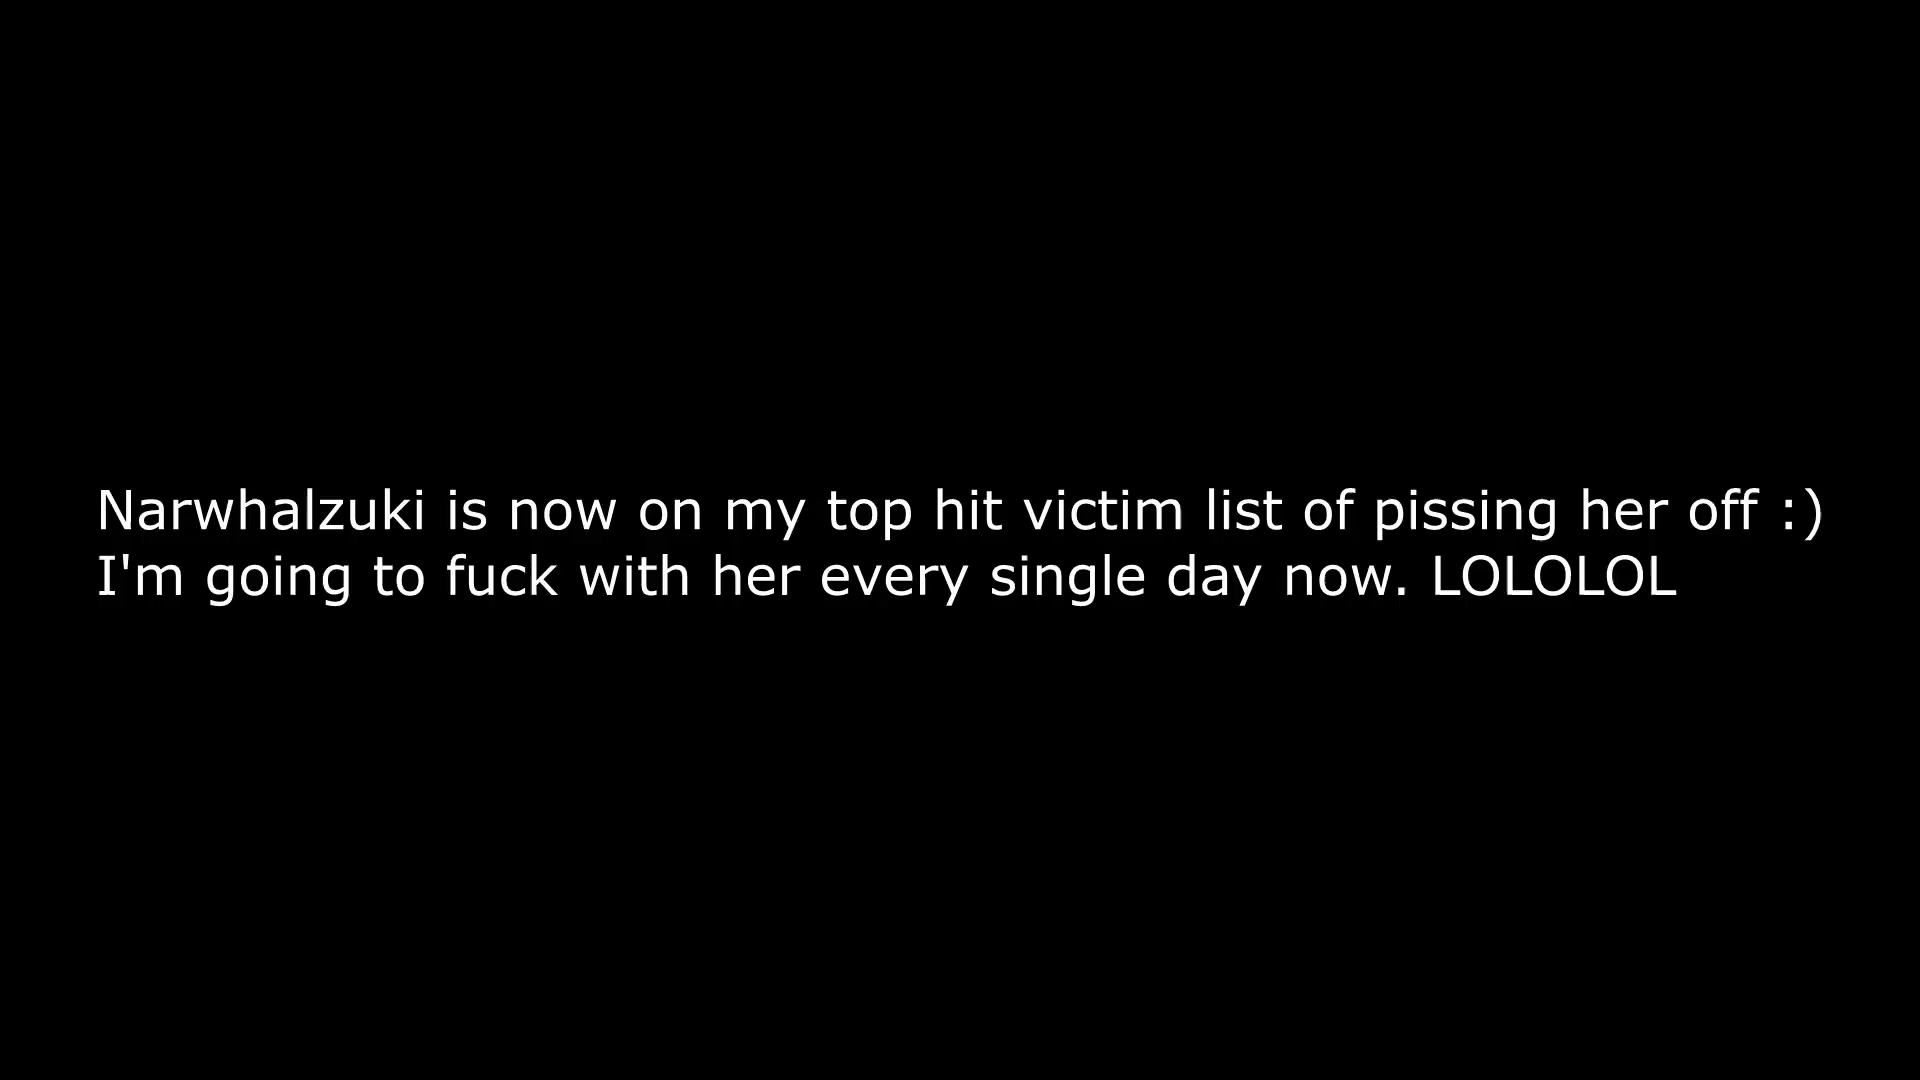 Narwhalzuki is now on my top hit victim list of pissing her off :)
I'm going to fuck with her every single day now. LOLOLOL